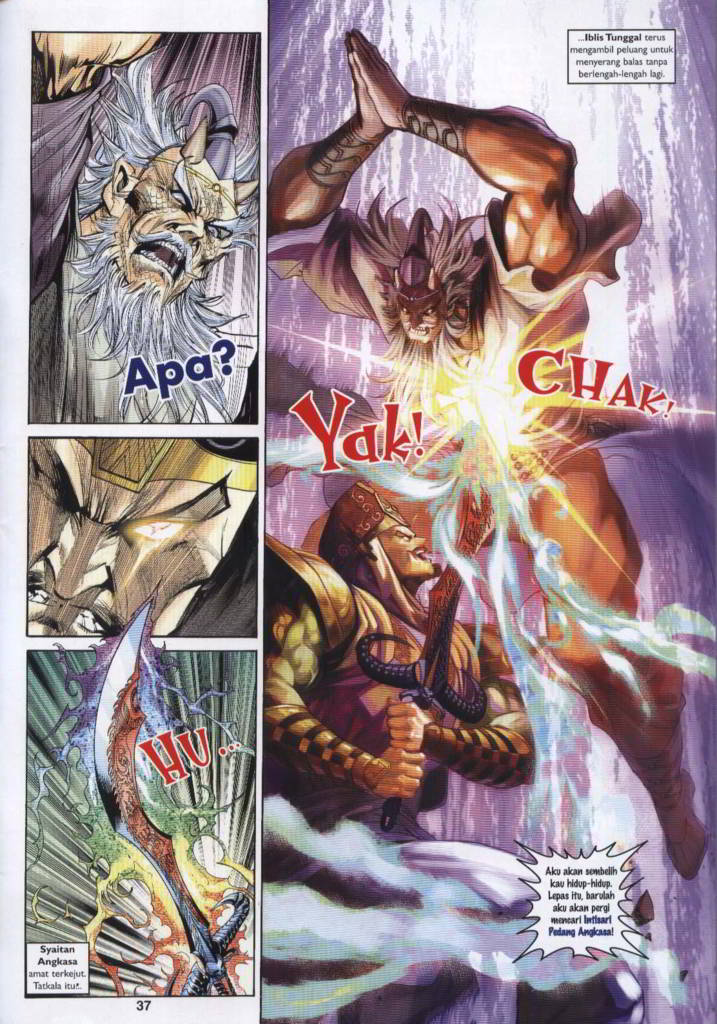 Apa?
HU...
Syaitan
Angkasa
amat terkejut.
Tatkala itu...
37
...Iblis Tunggal terus
mengambil peluang untuk
menyerang balas tanpa
berlengah-lengah lagi.
CHAK!
Yak!
Aku akan sembelih
kau hidup-hidup.
Lepas itu, barulah
aku akan pergi
mencari Intisari
Pedang Angkasa!